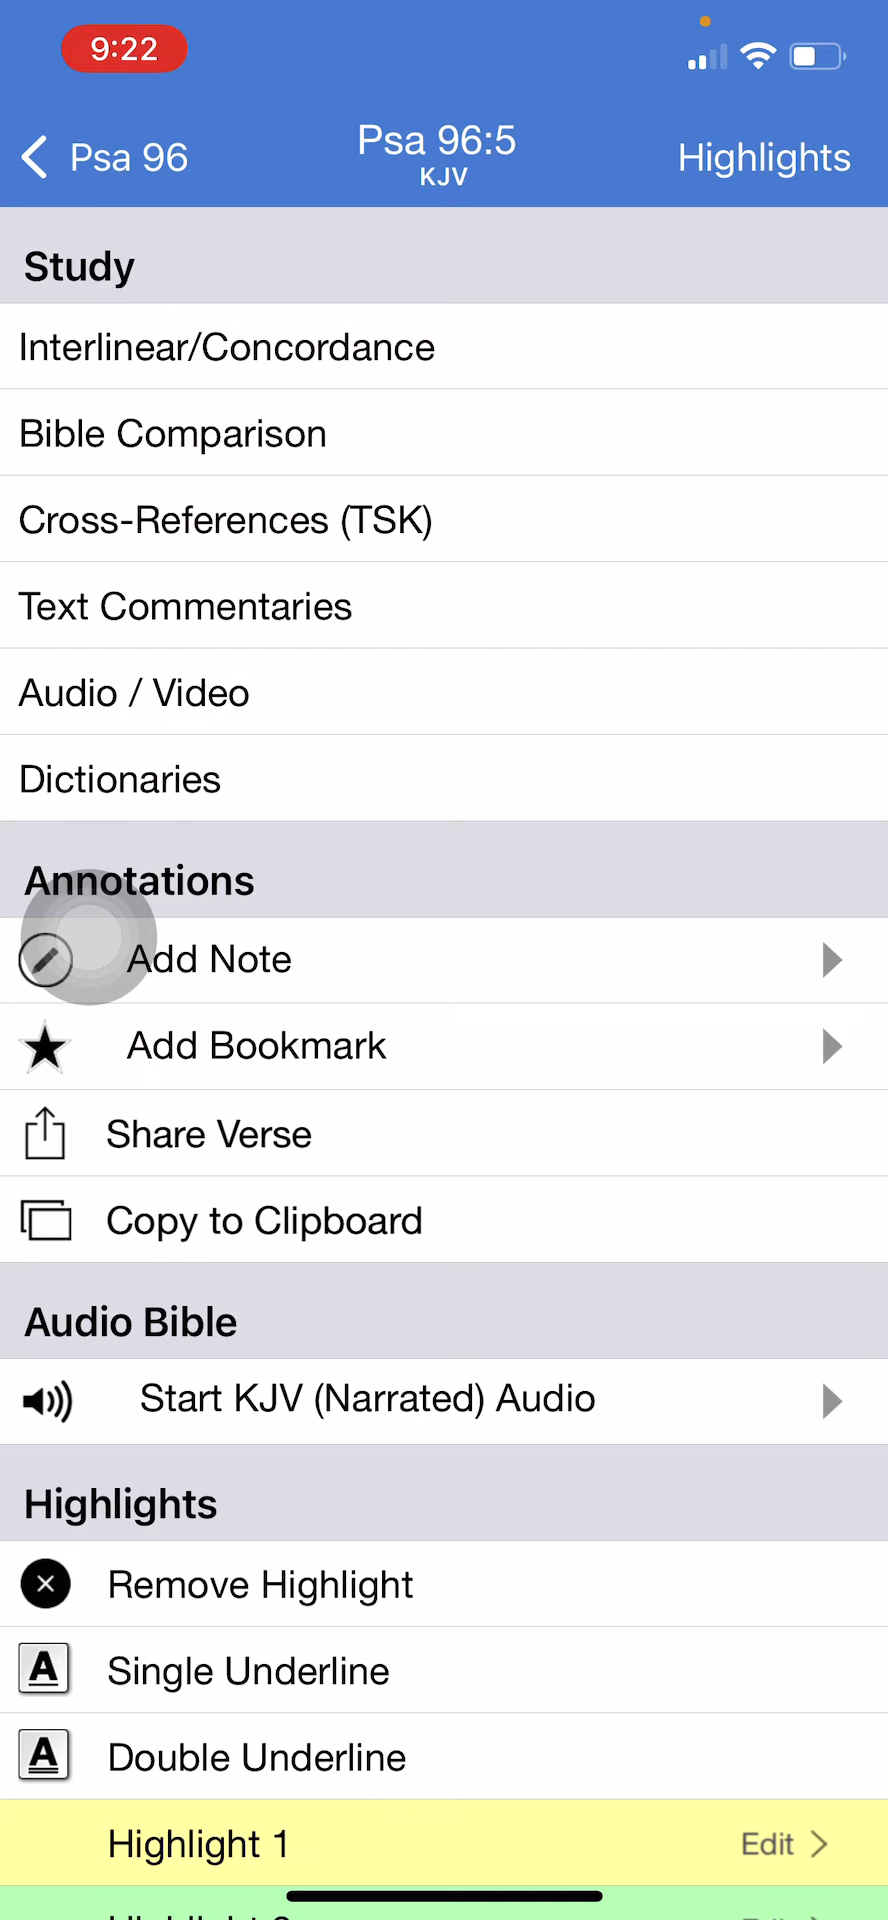 9:22
Psa 96
Psa 96:5
KJV
Highlights
Study
Interlinear/Concordance
Bible Comparison
Cross-References (TSK)
Text Commentaries
Audio / Video
Dictionaries
Annotations
Add Note
Add Bookmark
Share Verse
Copy to Clipboard
Audio Bible
Start KJV (Narrated) Audio
Highlights
Remove Highlight
A Single Underline
A Double Underline
Highlight 1 Edit